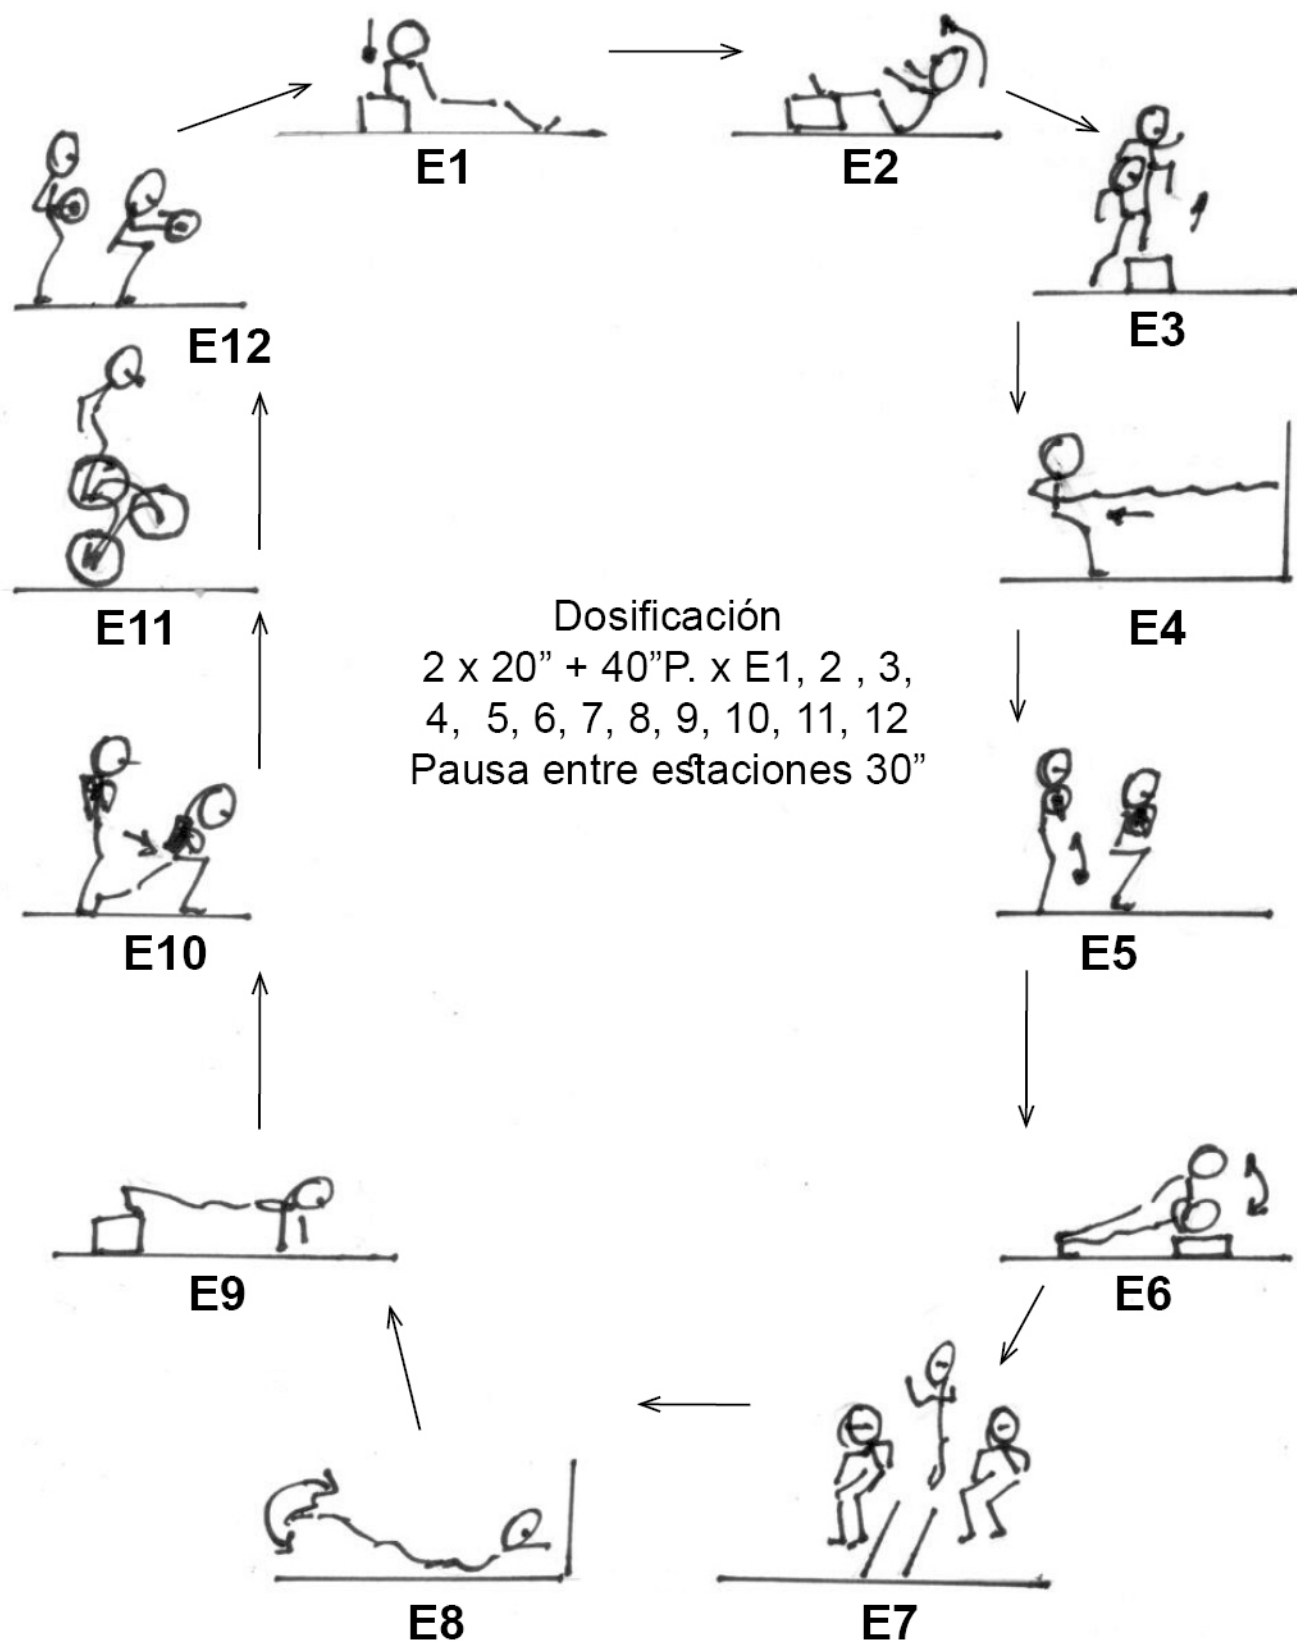 E1
E2
E3
E12
E4
E11
Dosificación
2 x 20” + 40”P. x E1, 2 , 3,
4, 5, 6, 7, 8, 9, 10, 11, 12
Pausa entre estaciones 30”
E5
E10
E6
E9
E7
E8